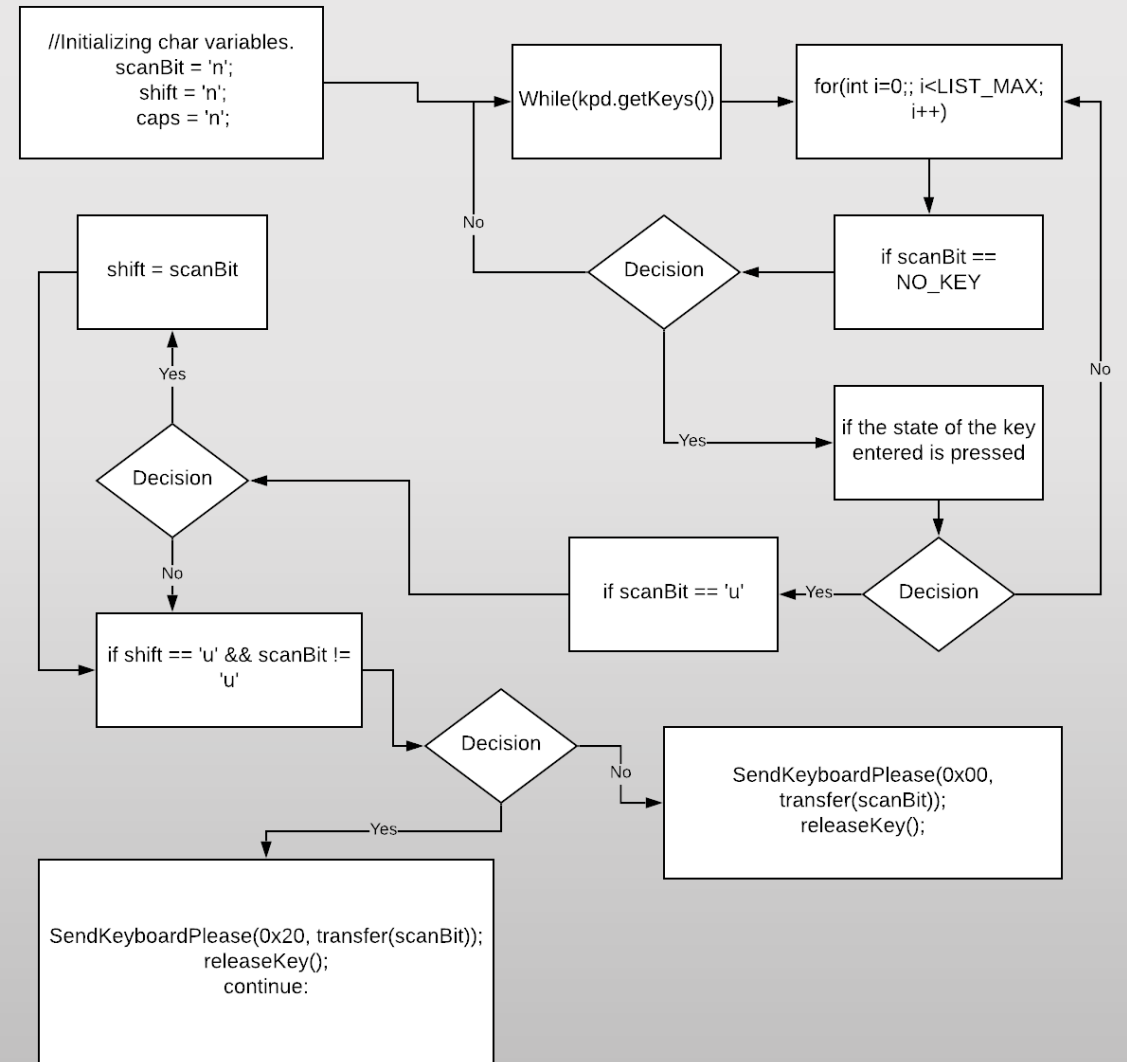 //Initializing char variables.
scanBit = 'n';
shift = 'n';
caps = 'n';
While(kpd.getKeys())
for(int i=0;; i<LIST_MAX;
i++)
No
shift = scanBit
Decision
if scanBit ==
NO_KEY
Yes
No
Decision
Yes
if the state of the key
entered is pressed
No
if scanBit == 'u'
Yes
Decision
if shift == 'u' && scanBit !=
'u'
Decision
No
SendKeyboardPlease(0x00,
transfer(scanBit));
releaseKey();
Yes
SendKeyboardPlease(0x20, transfer(scanBit));
releaseKey();
continue: